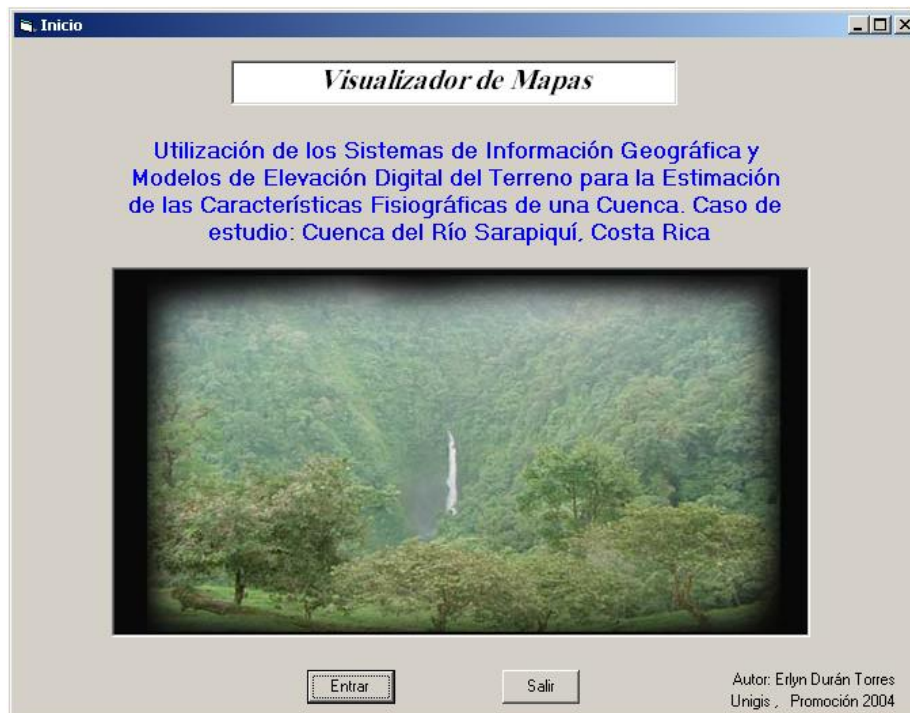 Inicio
Visualizador de Mapas
Utilización de los Sistemas de Información Geográfica y
Modelos de Elevación Digital del Terreno para la Estimación
de las Características Fisiográficas de una Cuenca. Caso de
estudio: Cuenca del Río Sarapiquí, Costa Rica
Entrar
Salir
Autor: Erlyn Durán Torres
Unigis , Promoción 2004